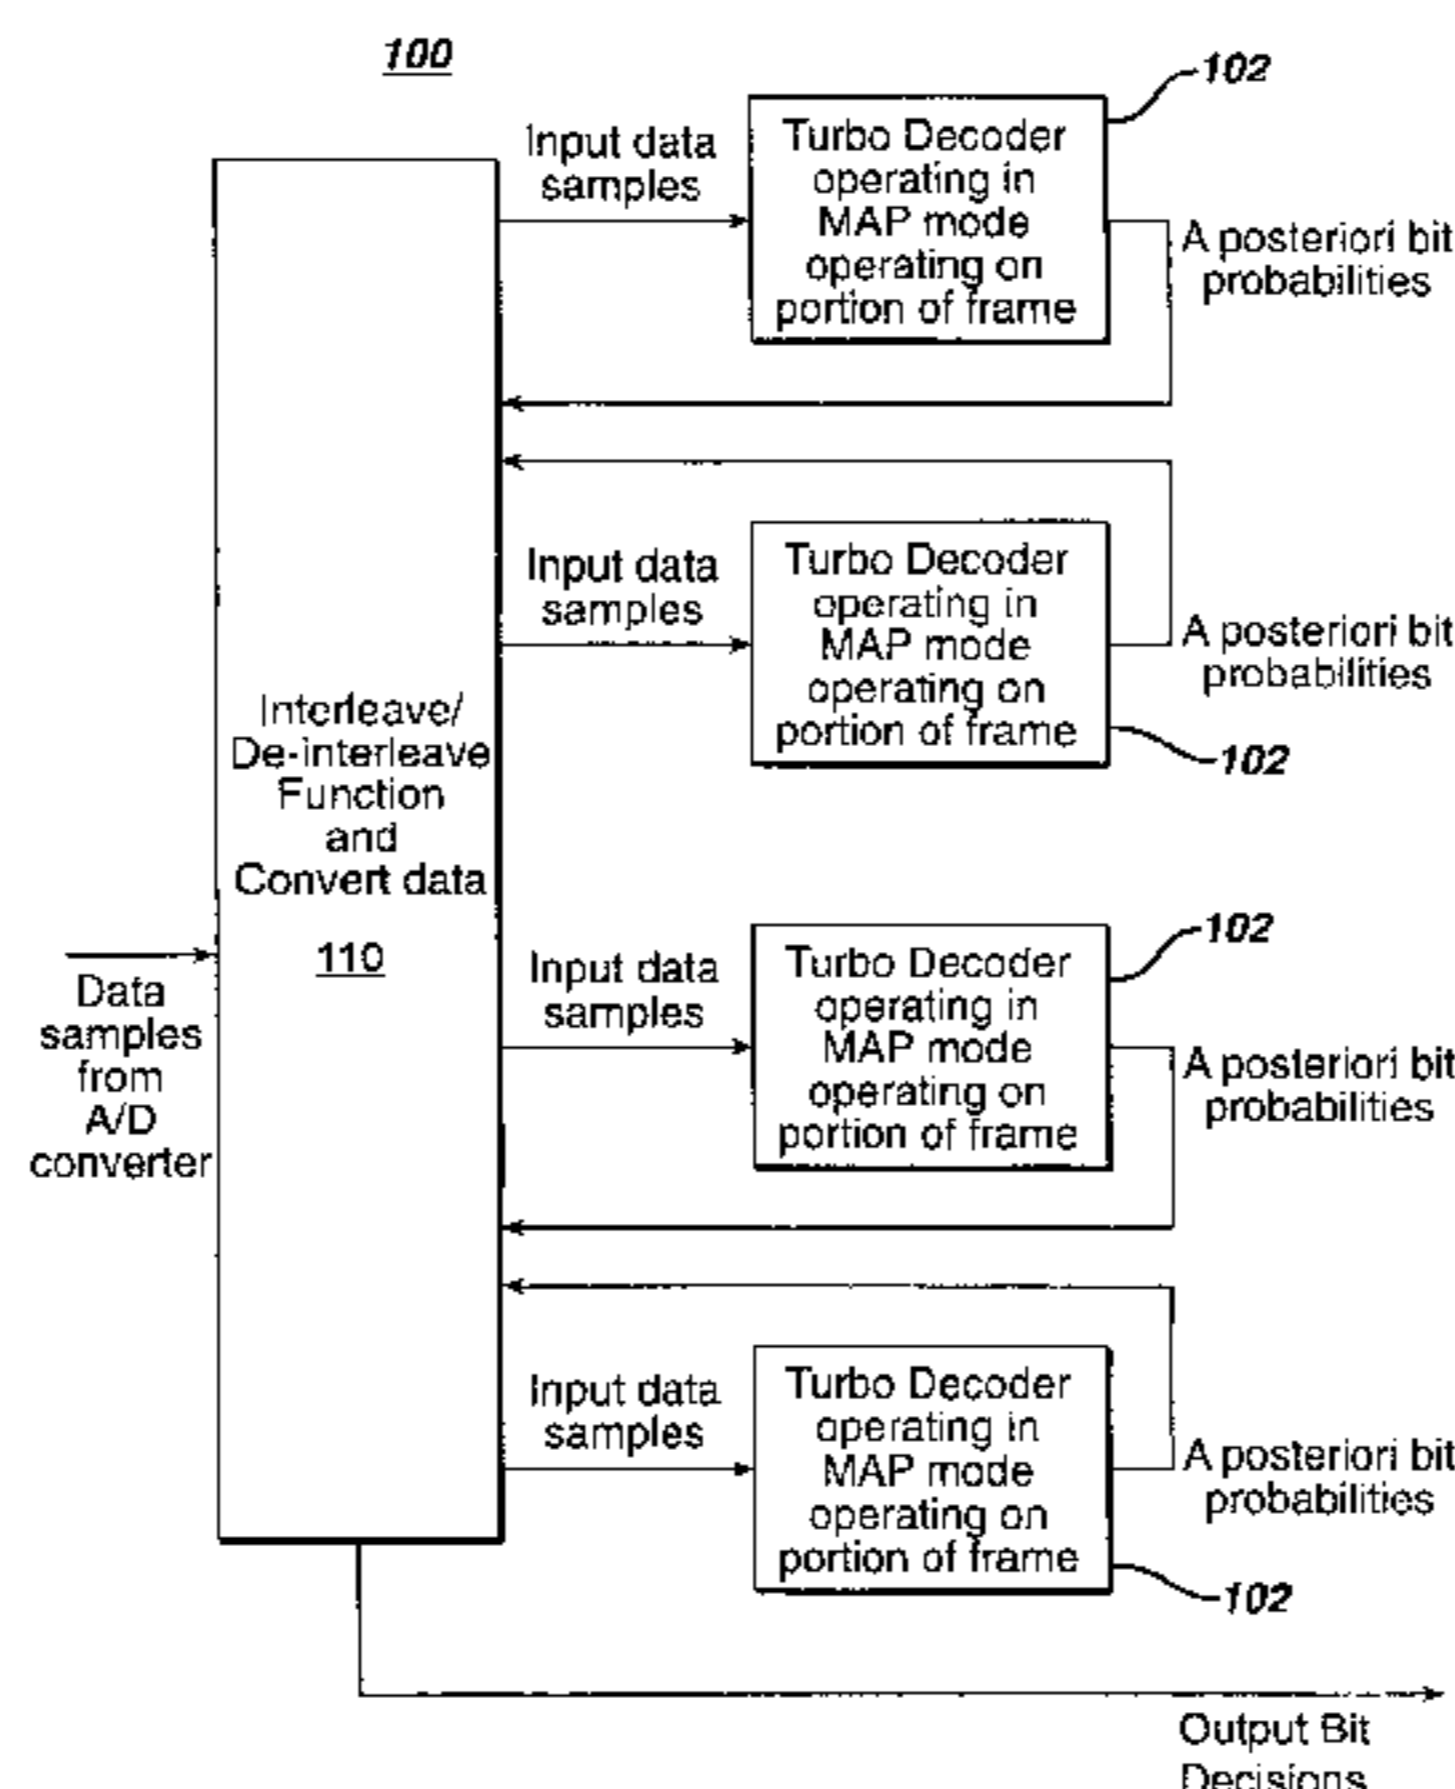 100
102
Input data
samples
Turbo Decoder
operating in
MAP mode
operating on
portion of frame
A posteriori bit
probabilities
Input data
samples
Turbo Decoder
operating in
MAP mode
operating on
portion of frame
A posteriori bit
probabilities
102
Interleave/
De-interleave
Function
and
Convert data
110
Data
samples
from
A/D
converter
102
Input data
samples
Turbo Decoder
operating in
MAP mode
operating on
portion of frame
A posteriori bit
probabilities
Input data
samples
Turbo Decoder
operating in
MAP mode
operating on
portion of frame
A posteriori bit
probabilities
102
Output Bit
Decisions